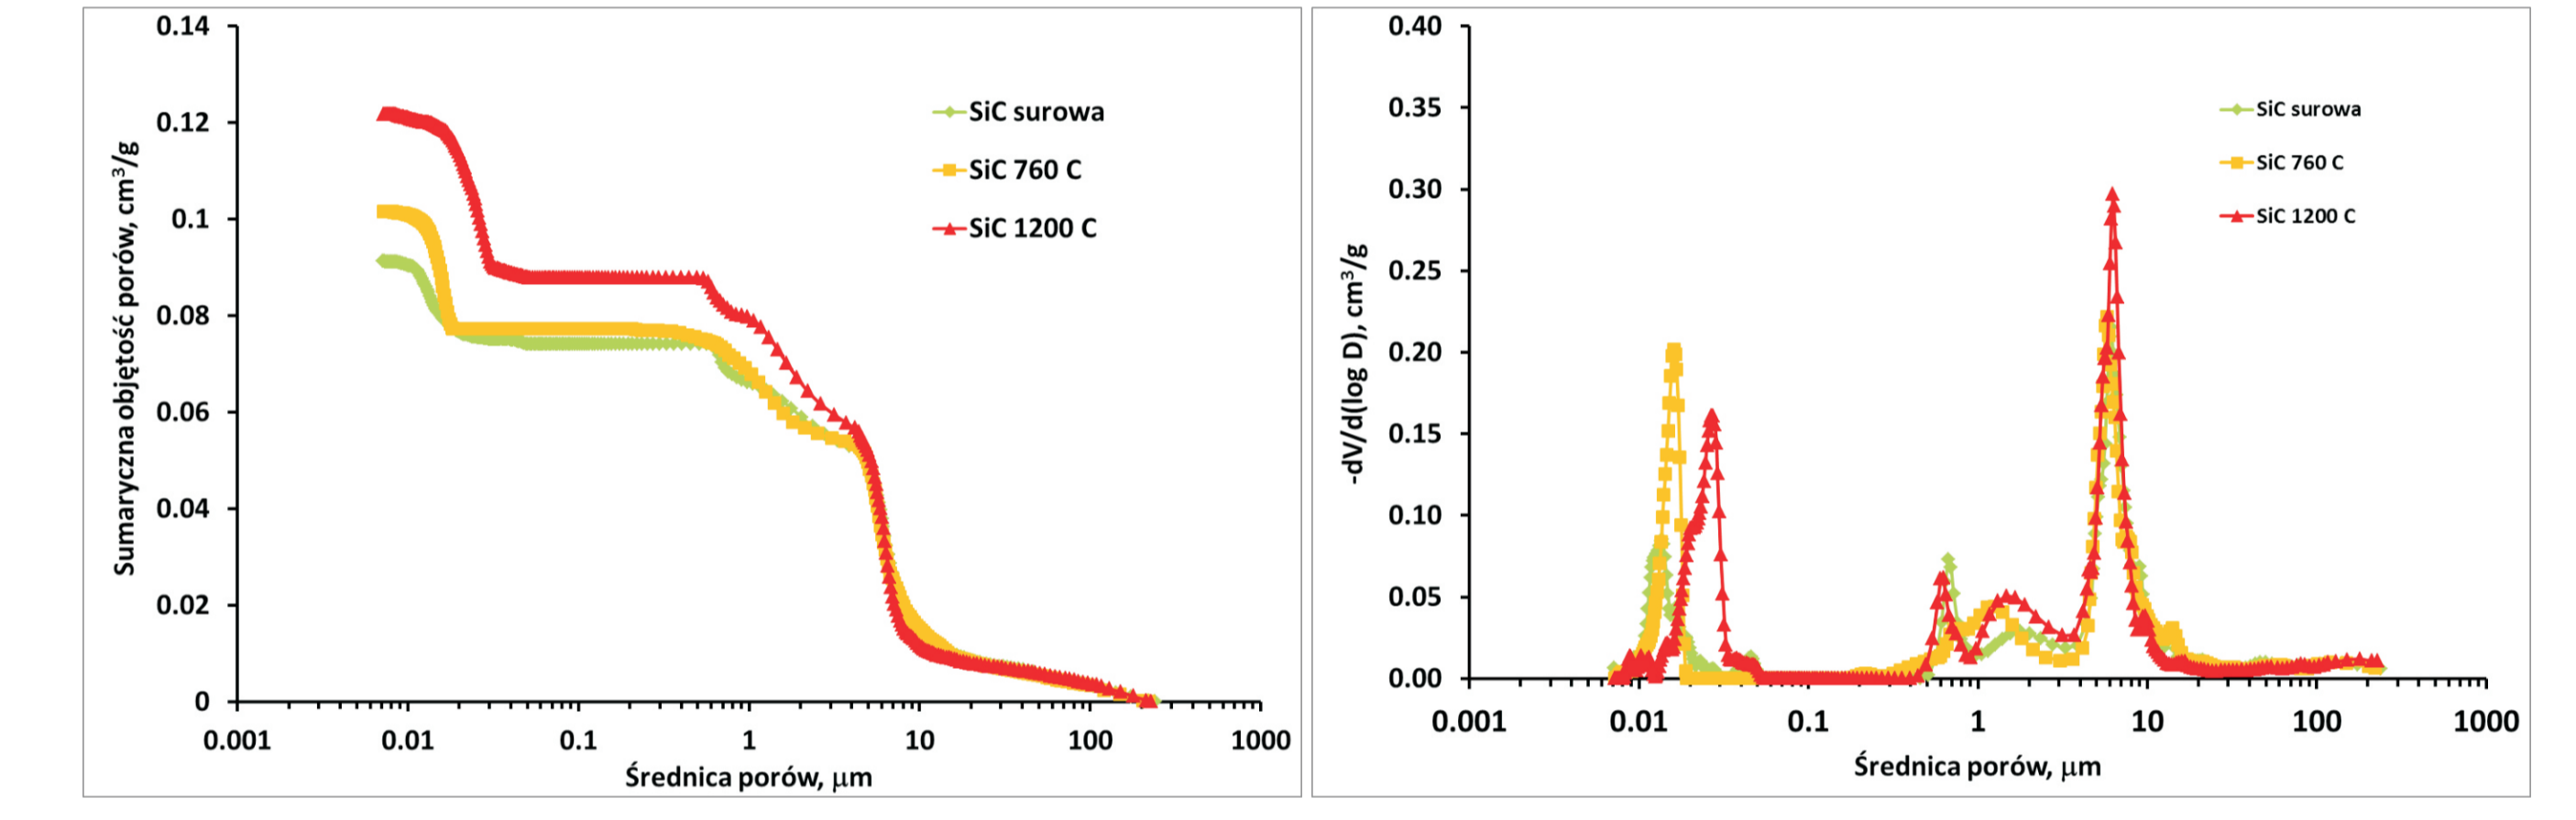 0.14
0.12
0.1
0.08
0.06
0.04
0.02
0
Sumaryczna objętość porów, cm³/g
SiC surowa
SiC 760 C
SiC 1200 C
0.001 0.01 0.1 1 10 100 1000
Średnica porów, μm
0.40
0.35
0.30
0.25
0.20
0.15
0.10
0.05
0.00
-dV/d(log D), cm³/g
SiC surowa
SiC 760 C
SiC 1200 C
0.001 0.01 0.1 1 10 100 1000
Średnica porów, μm